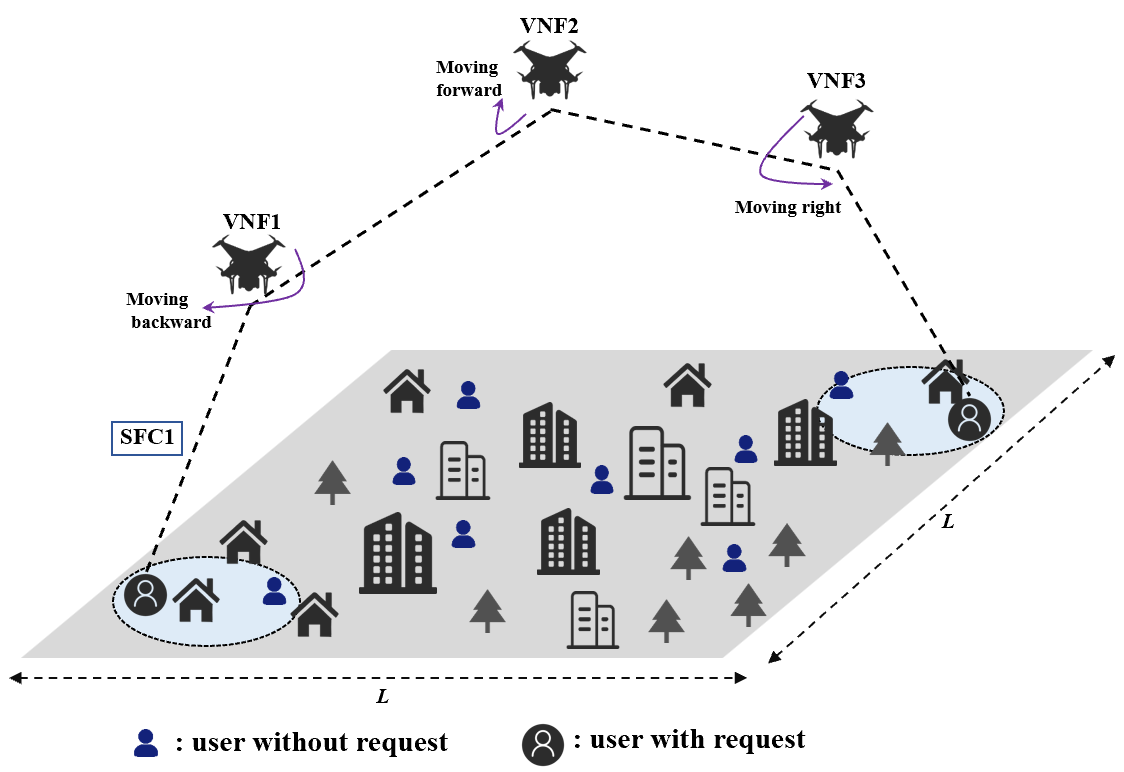 VNF2
Moving
forward
VNF3
Moving right
VNF1
Moving
backward
SFC1
L
L
: user without request
: user with request